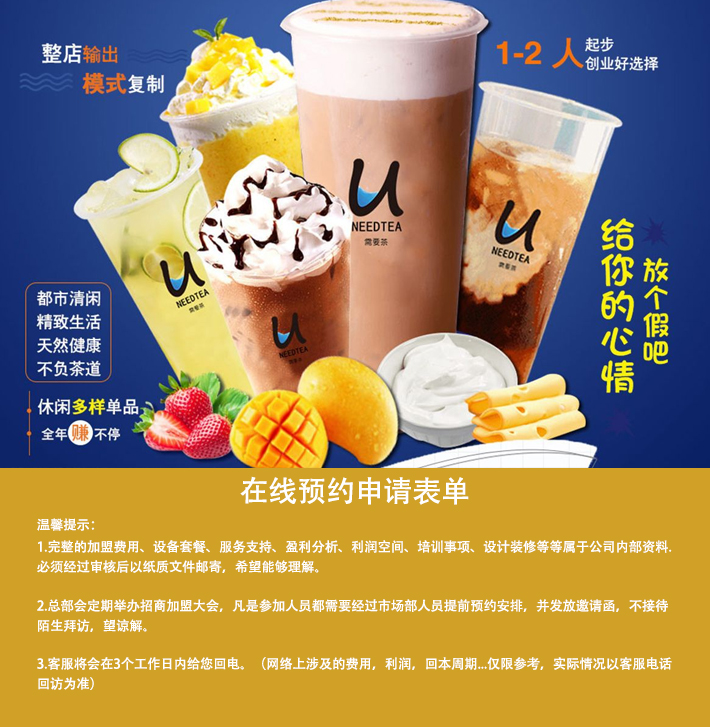 整店输出
模式复制
1-2 人起步
创业好选择
NEEDTEA
需要茶
NEEDTEA
需要茶
NEEDTEA
需要茶
NEEDTEA
给你的心情
放个假吧
都市清闲
精致生活
天然健康
不负茶道
休闲多样单品
全年赚不停
在线预约申请表单
温馨提示：
1.完整的加盟费用、设备套餐、服务支持、盈利分析、利润空间、培训事项、设计装修等等属于公司内部资料.
必须经过审核后以纸质文件邮寄，希望能够理解。
2.总部会定期举办招商加盟大会，凡是参加人员都需要经过市场部人员提前预约安排，并发放邀请函，不接待
陌生拜访，望谅解。
3.客服将会在3个工作日内给您回电。（网络上涉及的费用，利润，回本周期...仅限参考，实际情况以客服电话
回访为准）